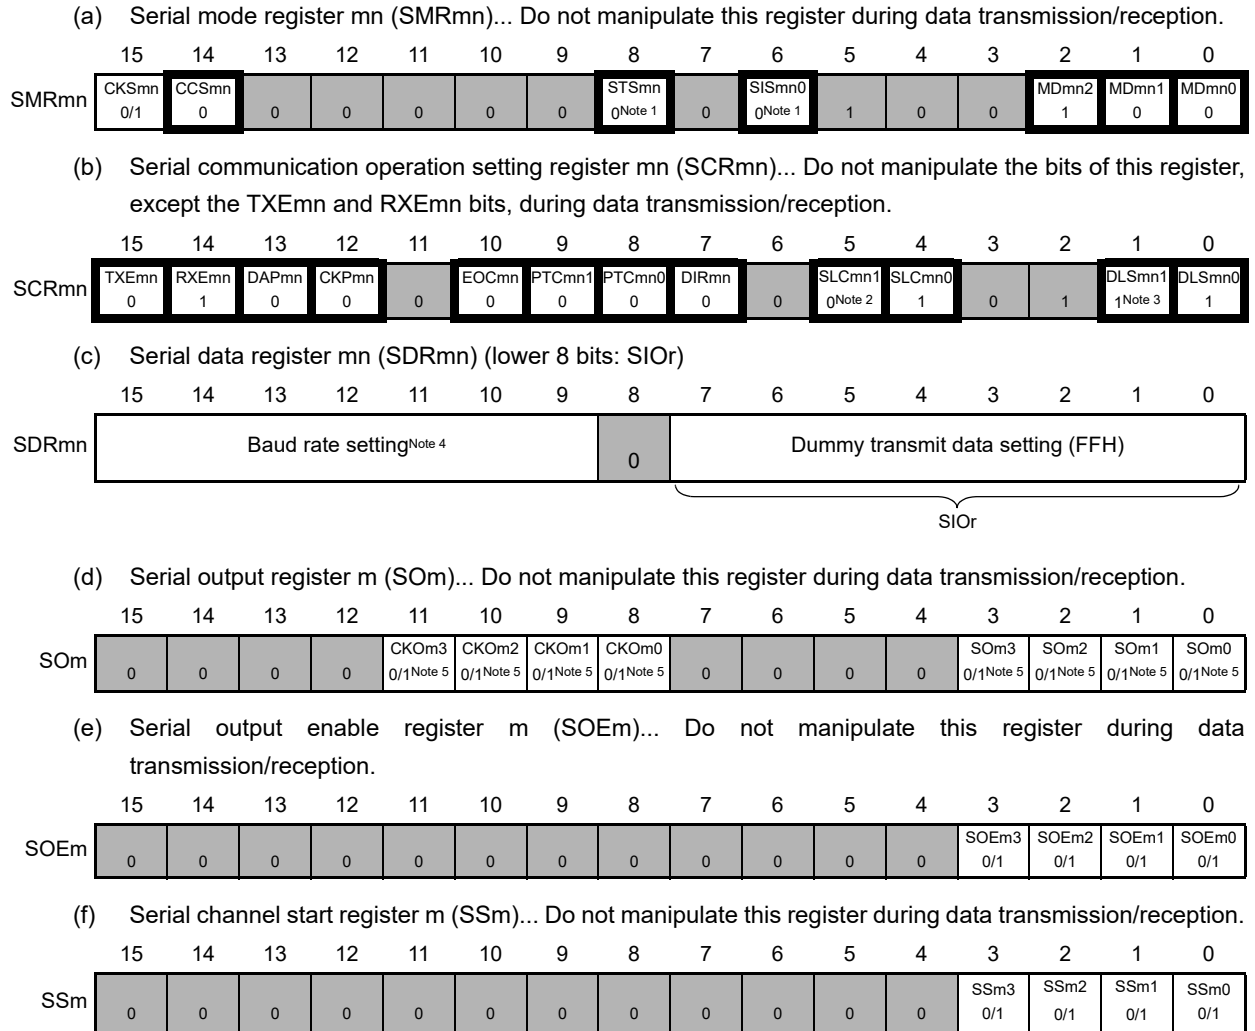 (a) Serial mode register mn (SMRmn)... Do not manipulate this register during data transmission/reception.
15 14 13 12 11 10 9 8 7 6 5 4 3 2 1 0
CKSmn CCSmn STSmn SISmn0 MDmn2 MDmn1 MDmn0
SMRmn 0/1 0 0 0 0 0 0 0Note 1 0 0Note 1 1 0 0 1 0 0
(b) Serial communication operation setting register mn (SCRmn)... Do not manipulate the bits of this register,
except the TXEmn and RXEmn bits, during data transmission/reception.
15 14 13 12 11 10 9 8 7 6 5 4 3 2 1 0
TXEmn RXEmn DAPmn CKPmn EOCmn PTCmn1 PTCmn0 DIRmn SLCmn1 SLCmn0 DLSmn1 DLSmn0
SCRmn 0 1 0 0 0 0 0 0 0 0 0Note 2 1 0 1 1Note 3 1
(c) Serial data register mn (SDRmn) (lower 8 bits: SIOr)
15 14 13 12 11 10 9 8 7 6 5 4 3 2 1 0
SDRmn Baud rate settingNote 4 0 Dummy transmit data setting (FFH)
SIOr
(d) Serial output register m (SOm)... Do not manipulate this register during data transmission/reception.
15 14 13 12 11 10 9 8 7 6 5 4 3 2 1 0
CKOm3 CKOm2 CKOm1 CKOm0 SOm3 SOm2 SOm1 SOm0
SOm 0 0 0 0 0/1Note 5 0/1Note 5 0/1Note 5 0/1Note 5 0 0 0 0 0/1Note 5 0/1Note 5 0/1Note 5 0/1Note 5
(e) Serial output enable register m (SOEm)... Do not manipulate this register during data
transmission/reception.
15 14 13 12 11 10 9 8 7 6 5 4 3 2 1 0
SOEm3 SOEm2 SOEm1 SOEm0
SOEm 0 0 0 0 0 0 0 0 0 0 0 0 0/1 0/1 0/1 0/1
(f) Serial channel start register m (SSm)... Do not manipulate this register during data transmission/reception.
15 14 13 12 11 10 9 8 7 6 5 4 3 2 1 0
SSm3 SSm2 SSm1 SSm0
SSm 0 0 0 0 0 0 0 0 0 0 0 0 0/1 0/1 0/1 0/1